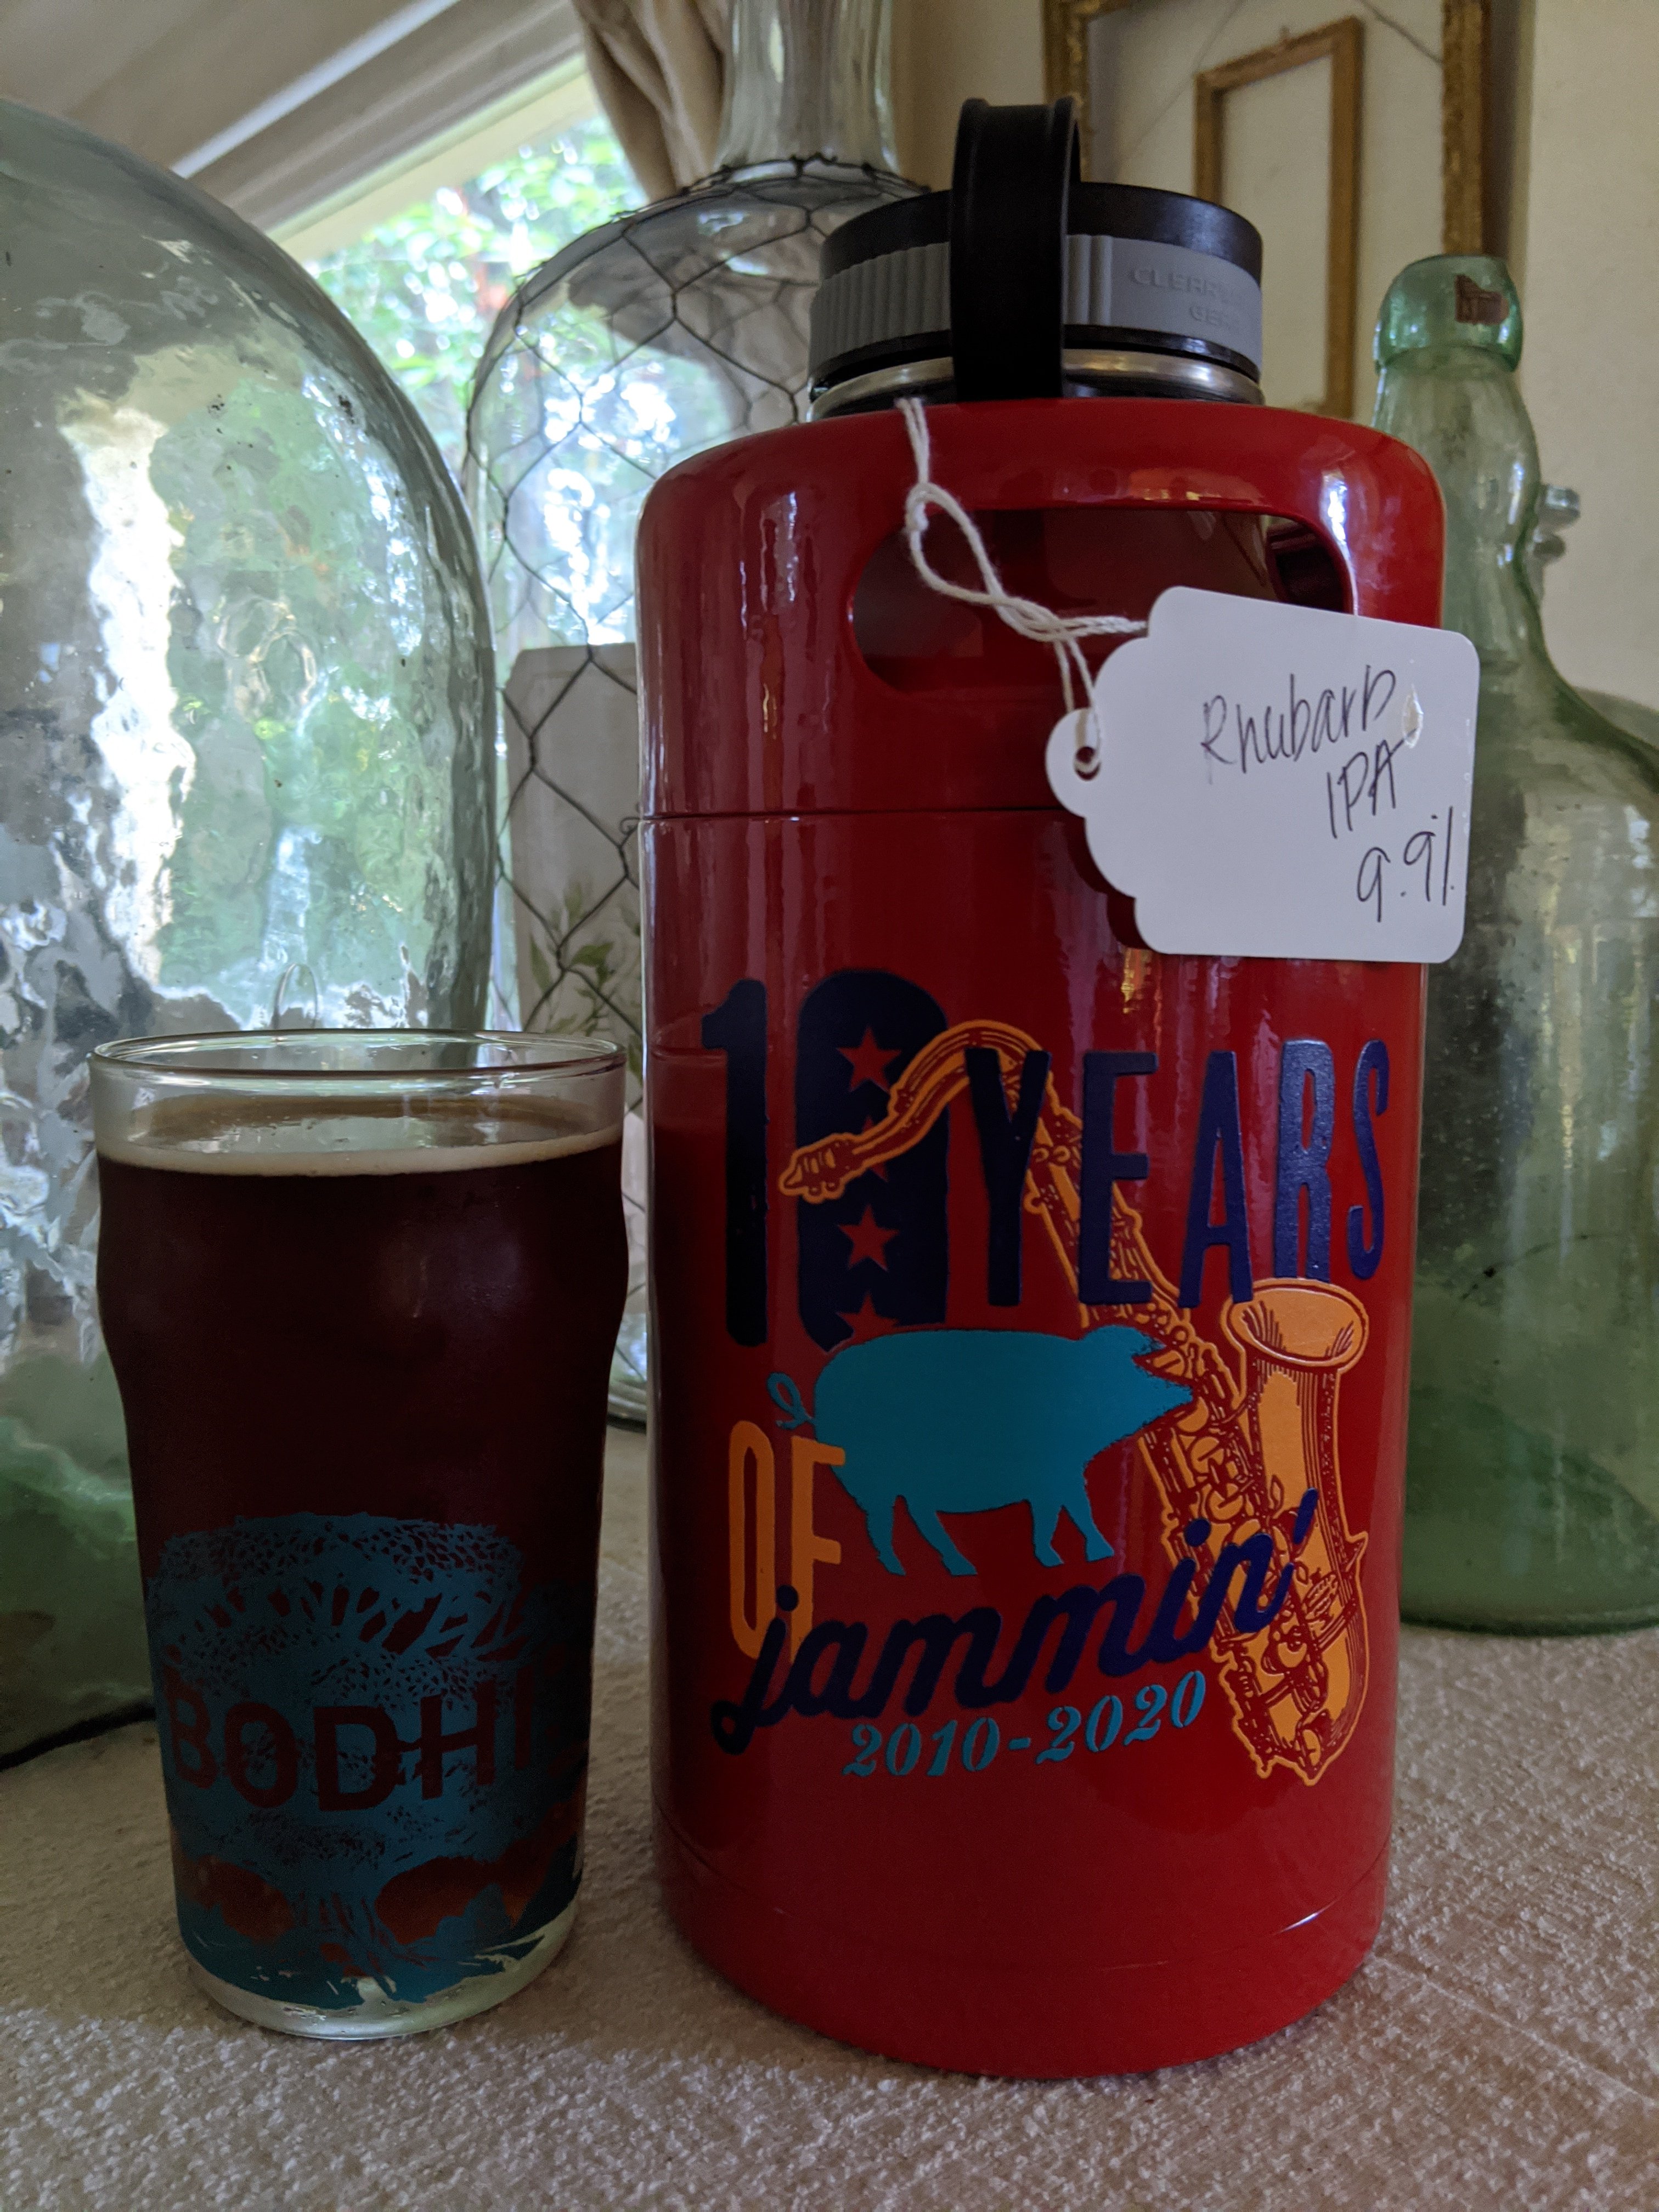 Rhubarb
IPA
9.9%
10 YEARS
OF
jammin'
2010-2020
BODHI